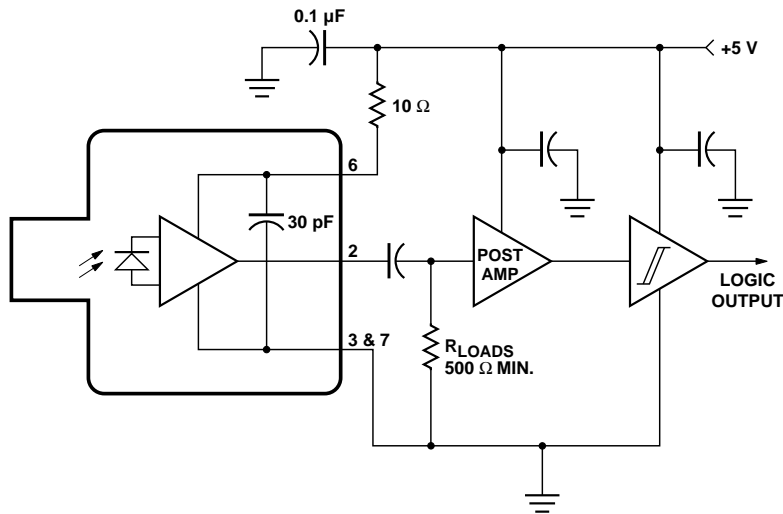 0.1 µF
+5 V
10 Ω
6
30 pF
2
POST
AMP
LOGIC
OUTPUT
3 & 7
RLOADS
500 Ω MIN.